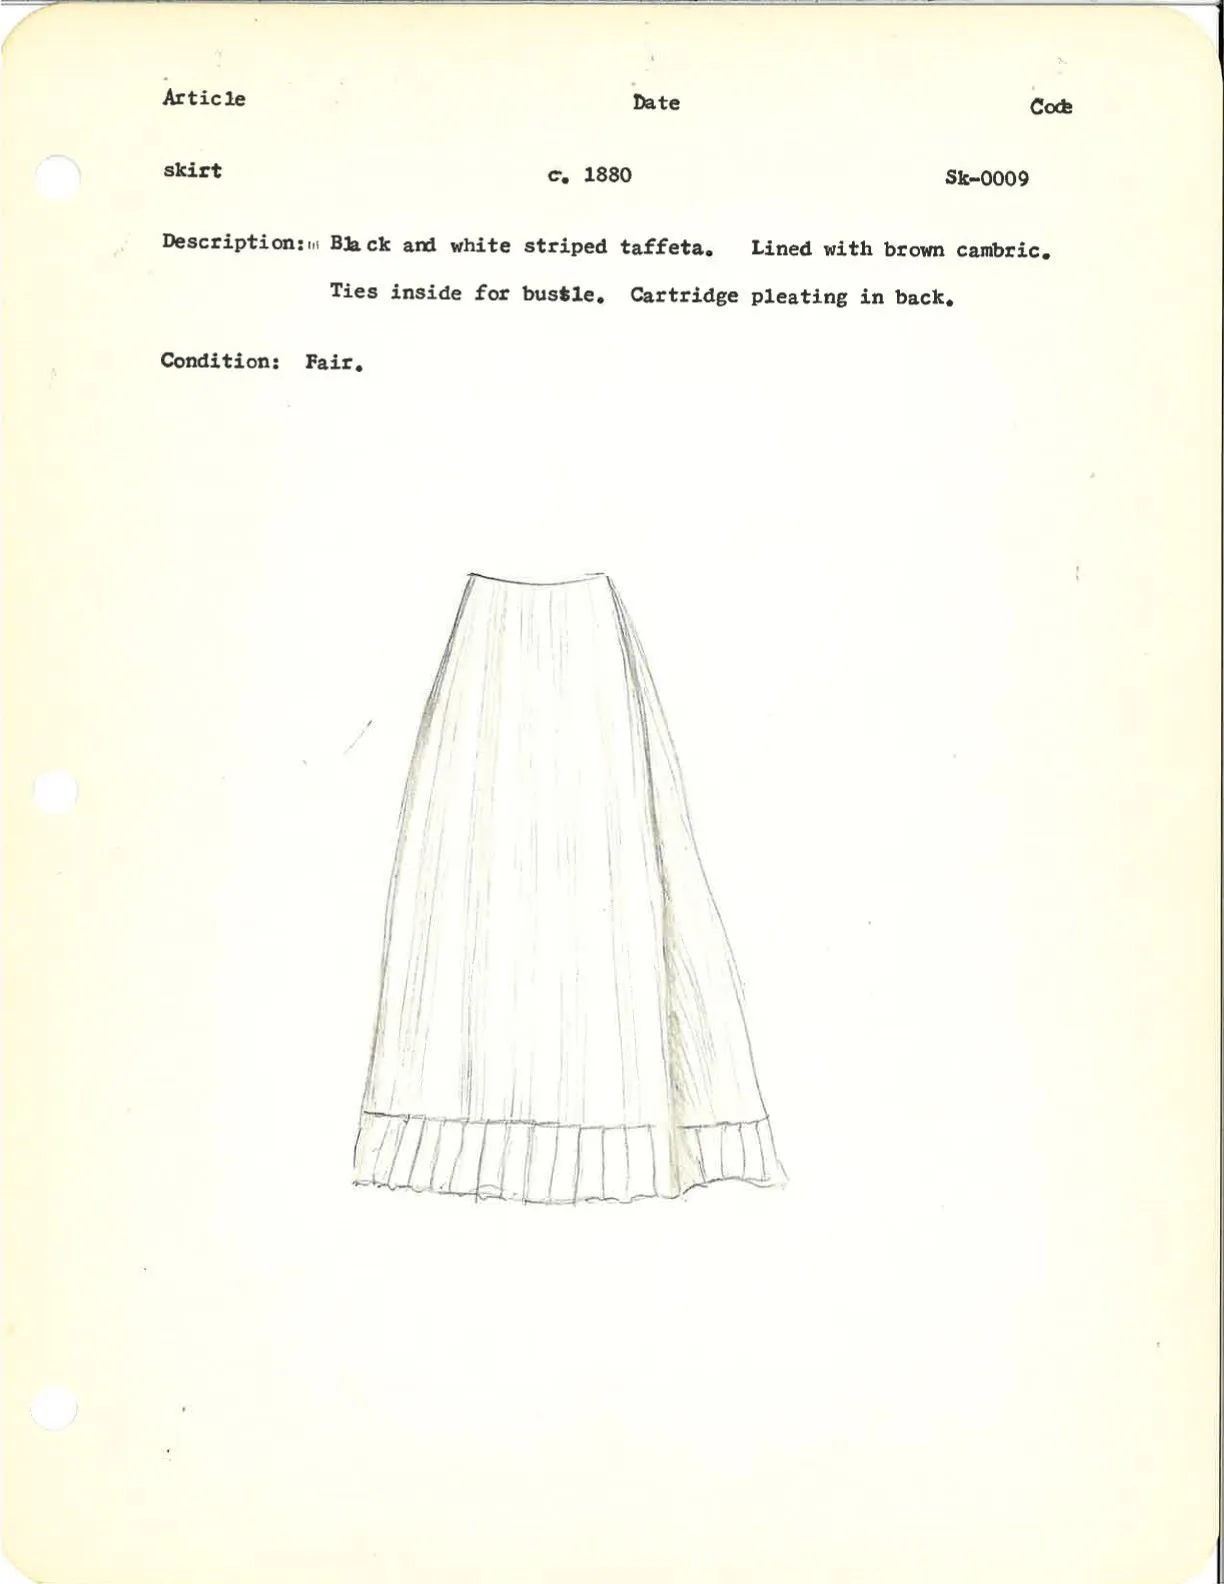 Article Date Code
skirt c. 1880 Sk-0009
Description: Black and white striped taffeta. Lined with brown cambric.
Ties inside for bustle. Cartridge pleating in back.
Condition: Fair.